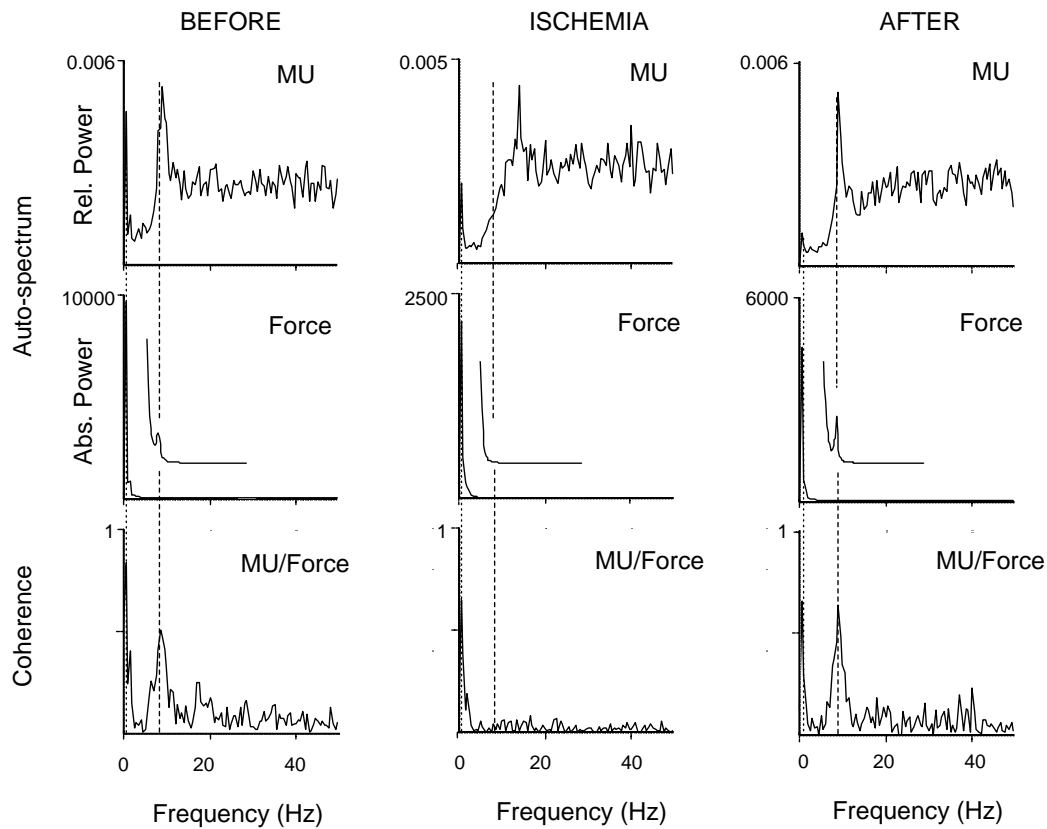 BEFORE ISCHEMIA AFTER
0.006 MU 0.005 MU 0.006 MU
Rel. Power
Auto-spectrum
10000 Force 2500 Force 6000 Force
Abs. Power
1 MU/Force 1 MU/Force 1 MU/Force
Coherence
0 20 40 0 20 40 0 20 40
Frequency (Hz) Frequency (Hz) Frequency (Hz)